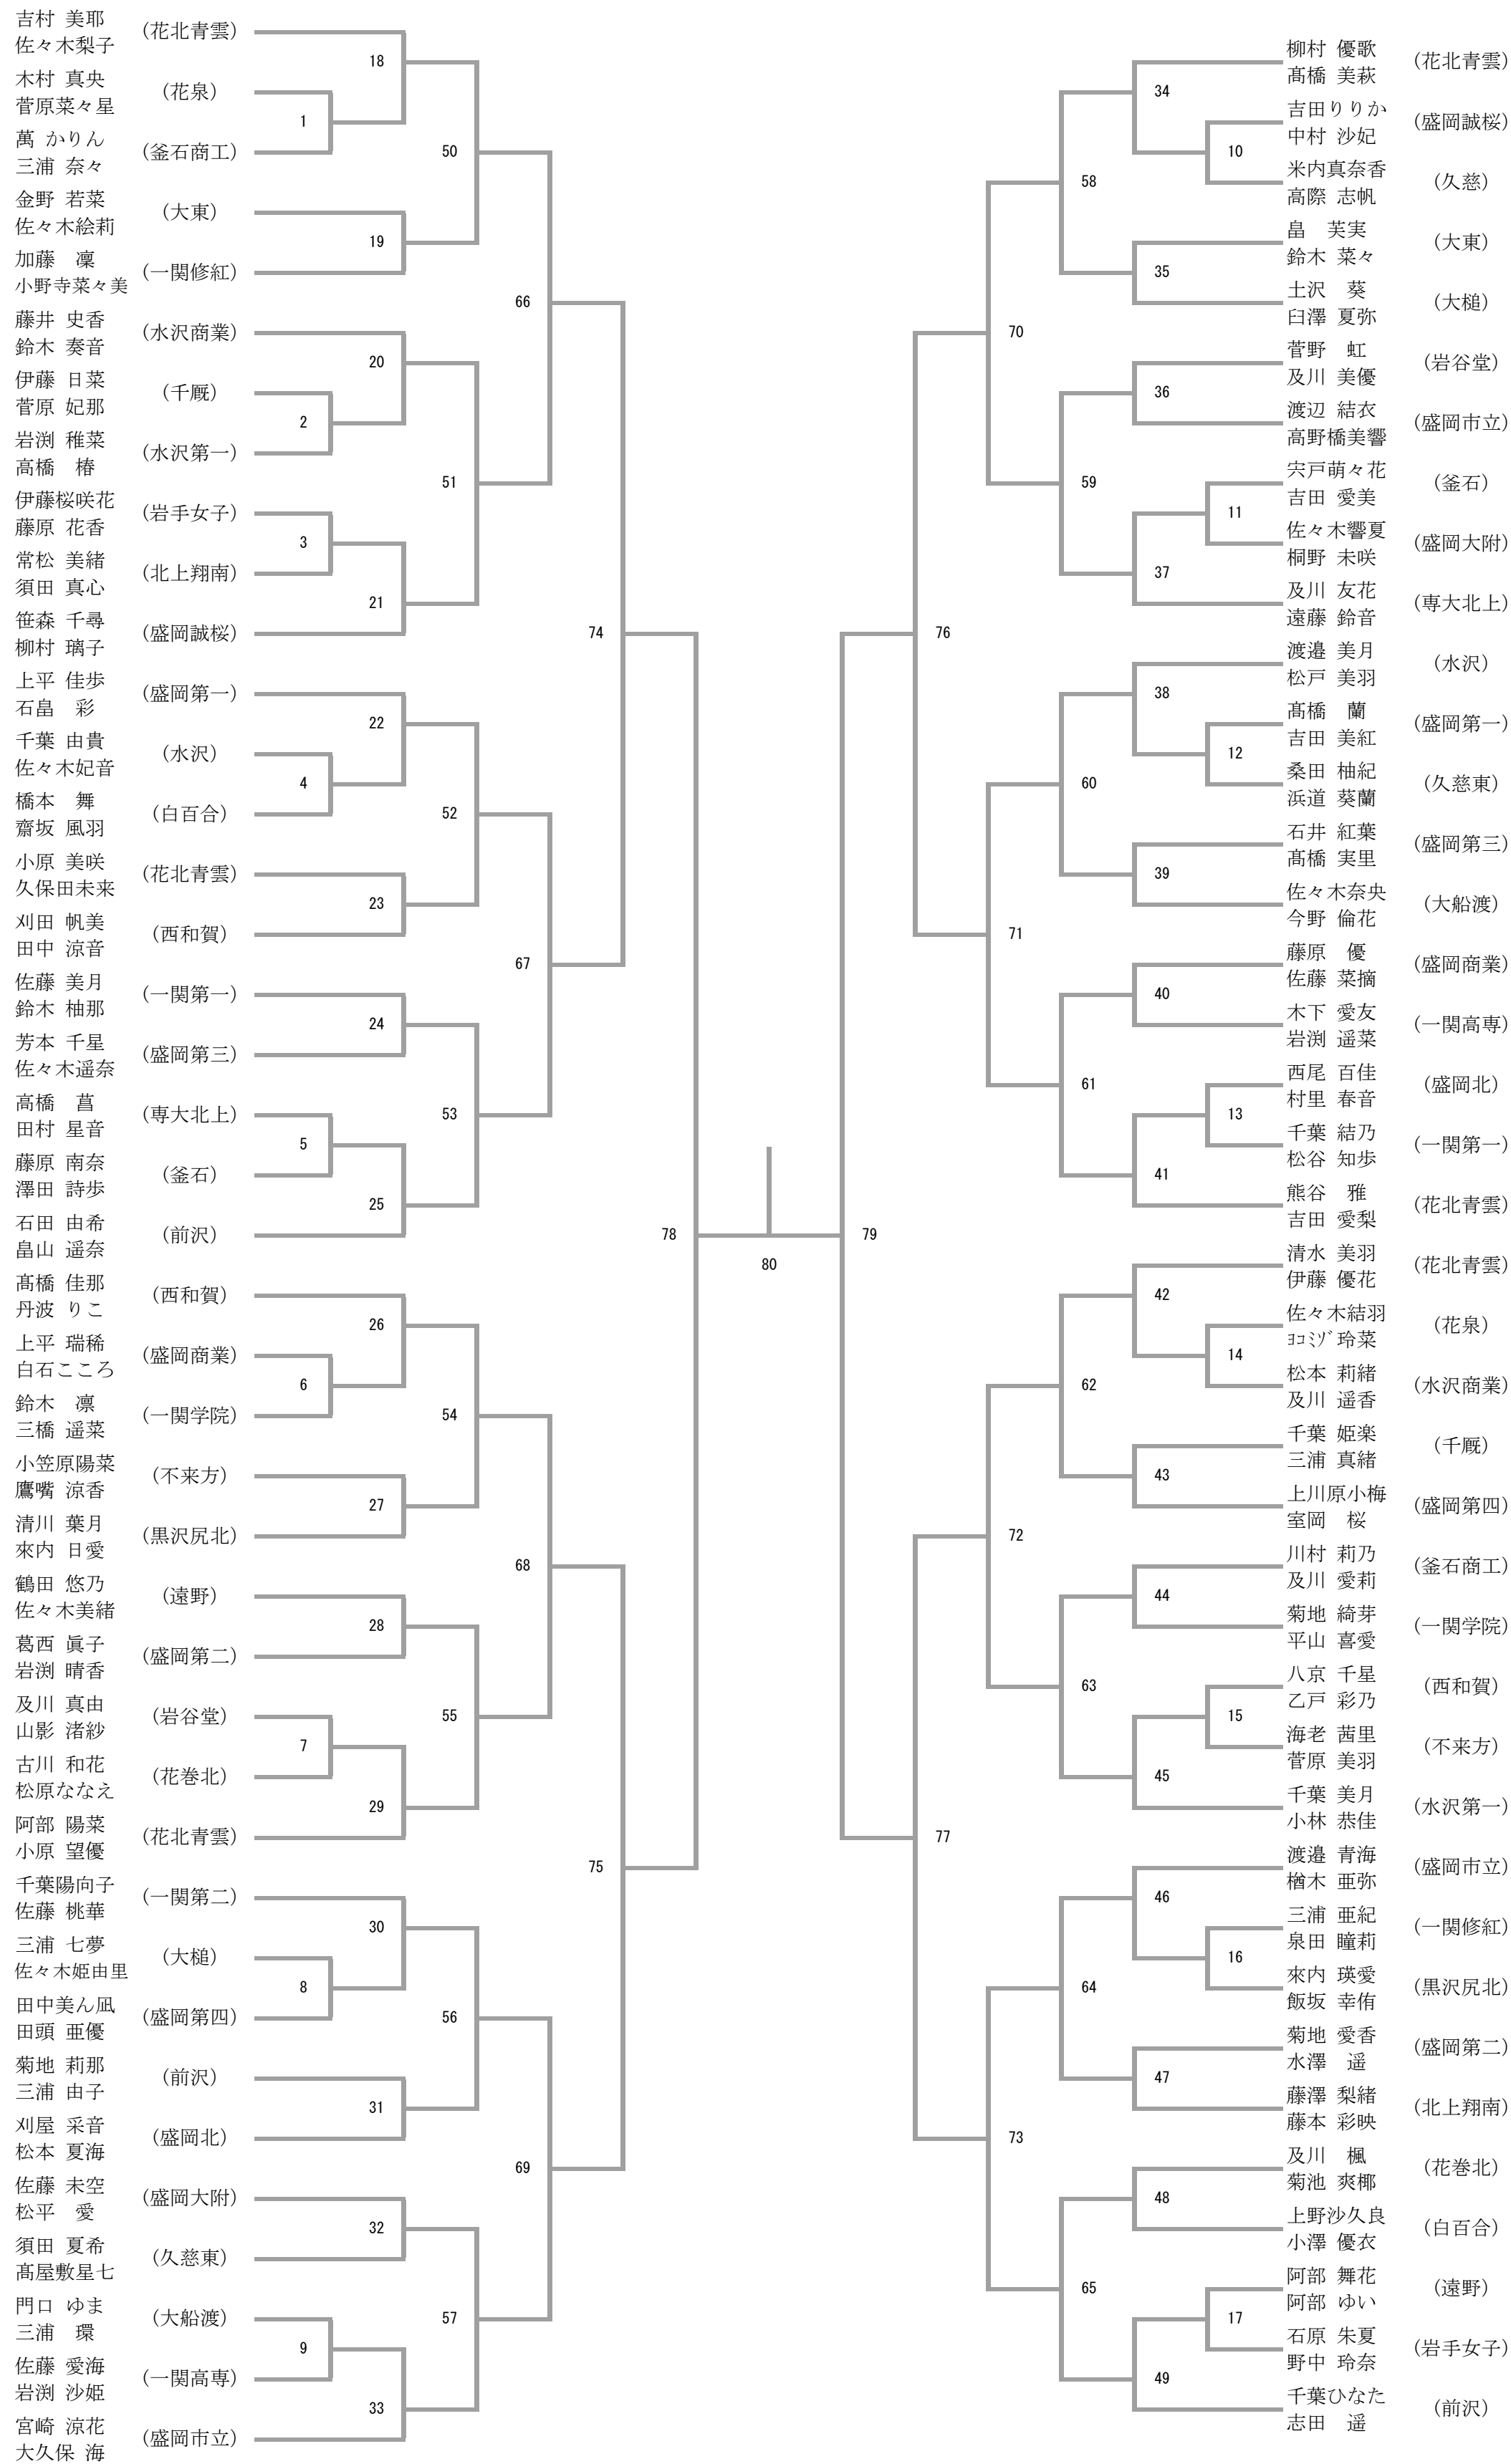 吉村 美耶
佐々木梨子
(花北青雲)
木村 真央
菅原菜々星
(花泉)
萬 かりん
三浦 奈々
(釜石商工)
金野 若菜
佐々木絵莉
(大東)
加藤　凜
小野寺菜々美
(一関修紅)
藤井 史香
鈴木 奏音
(水沢商業)
伊藤 日菜
菅原 妃那
(千厩)
岩渕 稚菜
高橋　椿
(水沢第一)
伊藤桜咲花
藤原 花香
(岩手女子)
常松 美緒
須田 真心
(北上翔南)
笹森 千尋
柳村 璃子
(盛岡誠桜)
上平 佳歩
石畠　彩
(盛岡第一)
千葉 由貴
佐々木妃音
(水沢)
橋本　舞
齋坂 風羽
(白百合)
小原 美咲
久保田未来
(花北青雲)
刈田 帆美
田中 涼音
(西和賀)
佐藤 美月
鈴木 柚那
(一関第一)
芳本 千星
佐々木遥奈
(盛岡第三)
高橋　菖
田村 星音
(専大北上)
藤原 南奈
澤田 詩歩
(釜石)
石田 由希
畠山 遥奈
(前沢)
髙橋 佳那
丹波 りこ
(西和賀)
上平 瑞稀
白石こころ
(盛岡商業)
鈴木　凛
三橋 遥菜
(一関学院)
小笠原陽菜
鷹嘴 涼香
(不来方)
清川 葉月
來内 日愛
(黒沢尻北)
鶴田 悠乃
佐々木美緒
(遠野)
葛西 眞子
岩渕 晴香
(盛岡第二)
及川 真由
山影 渚紗
(岩谷堂)
古川 和花
松原ななえ
(花巻北)
阿部 陽菜
小原 望優
(花北青雲)
千葉陽向子
佐藤 桃華
(一関第二)
三浦 七夢
佐々木姫由里
(大槌)
田中美ん凪
田頭 亜優
(盛岡第四)
菊地 莉那
三浦 由子
(前沢)
刈屋 采音
松本 夏海
(盛岡北)
佐藤 未空
松平　愛
(盛岡大附)
須田 夏希
髙屋敷星七
(久慈東)
門口 ゆま
三浦　環
(大船渡)
佐藤 愛海
岩渕 沙姫
(一関高専)
宮崎 涼花
大久保 海
(盛岡市立)
1
2
3
4
5
6
7
8
9
18
19
20
21
22
23
24
25
26
27
28
29
30
31
32
33
50
51
52
53
54
55
56
57
66
67
68
69
74
75
78
80
79
76
77
70
71
72
73
58
59
60
61
62
63
64
65
34
35
36
37
38
39
40
41
42
43
44
45
46
47
48
49
10
11
12
13
14
15
16
17
柳村 優歌
髙橋 美萩
(花北青雲)
吉田りりか
中村 沙妃
(盛岡誠桜)
米内真奈香
高際 志帆
(久慈)
畠　芙実
鈴木 菜々
(大東)
土沢　葵
臼澤 夏弥
(大槌)
菅野　虹
及川 美優
(岩谷堂)
渡辺 結衣
高野橋美響
(盛岡市立)
宍戸萌々花
吉田 愛美
(釜石)
佐々木響夏
桐野 未咲
(盛岡大附)
及川 友花
遠藤 鈴音
(専大北上)
渡邉 美月
松戸 美羽
(水沢)
髙橋　蘭
吉田 美紅
(盛岡第一)
桑田 柚紀
浜道 葵蘭
(久慈東)
石井 紅葉
髙橋 実里
(盛岡第三)
佐々木奈央
今野 倫花
(大船渡)
藤原　優
佐藤 菜摘
(盛岡商業)
木下 愛友
岩渕 遥菜
(一関高専)
西尾 百佳
村里 春音
(盛岡北)
千葉 結乃
松谷 知歩
(一関第一)
熊谷　雅
吉田 愛梨
(花北青雲)
清水 美羽
伊藤 優花
(花北青雲)
佐々木結羽
ﾖｺﾐｿﾞ玲菜
(花泉)
松本 莉緒
及川 遥香
(水沢商業)
千葉 姫楽
三浦 真緒
(千厩)
上川原小梅
室岡　桜
(盛岡第四)
川村 莉乃
及川 愛莉
(釜石商工)
菊地 綺芽
平山 喜愛
(一関学院)
八京 千星
乙戸 彩乃
(西和賀)
海老 茜里
菅原 美羽
(不来方)
千葉 美月
小林 恭佳
(水沢第一)
渡邉 青海
楢木 亜弥
(盛岡市立)
三浦 亜紀
泉田 瞳莉
(一関修紅)
來内 瑛愛
飯坂 幸侑
(黒沢尻北)
菊地 愛香
水澤　遥
(盛岡第二)
藤澤 梨緒
藤本 彩映
(北上翔南)
及川　楓
菊池 爽椰
(花巻北)
上野沙久良
小澤 優衣
(白百合)
阿部 舞花
阿部 ゆい
(遠野)
石原 朱夏
野中 玲奈
(岩手女子)
千葉ひなた
志田　遥
(前沢)